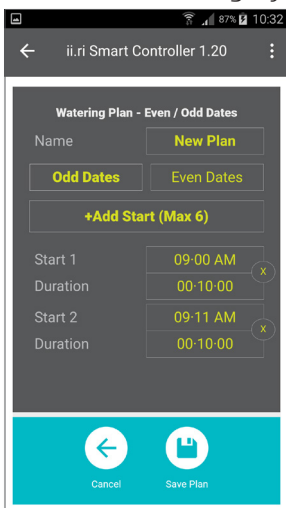 87% 10:32
ii.ri Smart Controller 1.20
Watering Plan - Even / Odd Dates
Name New Plan
Odd Dates Even Dates
+Add Start (Max 6)
Start 1 09·00 AM
x
Duration 00·10·00
Start 2 09·11 AM
x
Duration 00·10·00
Cancel Save Plan